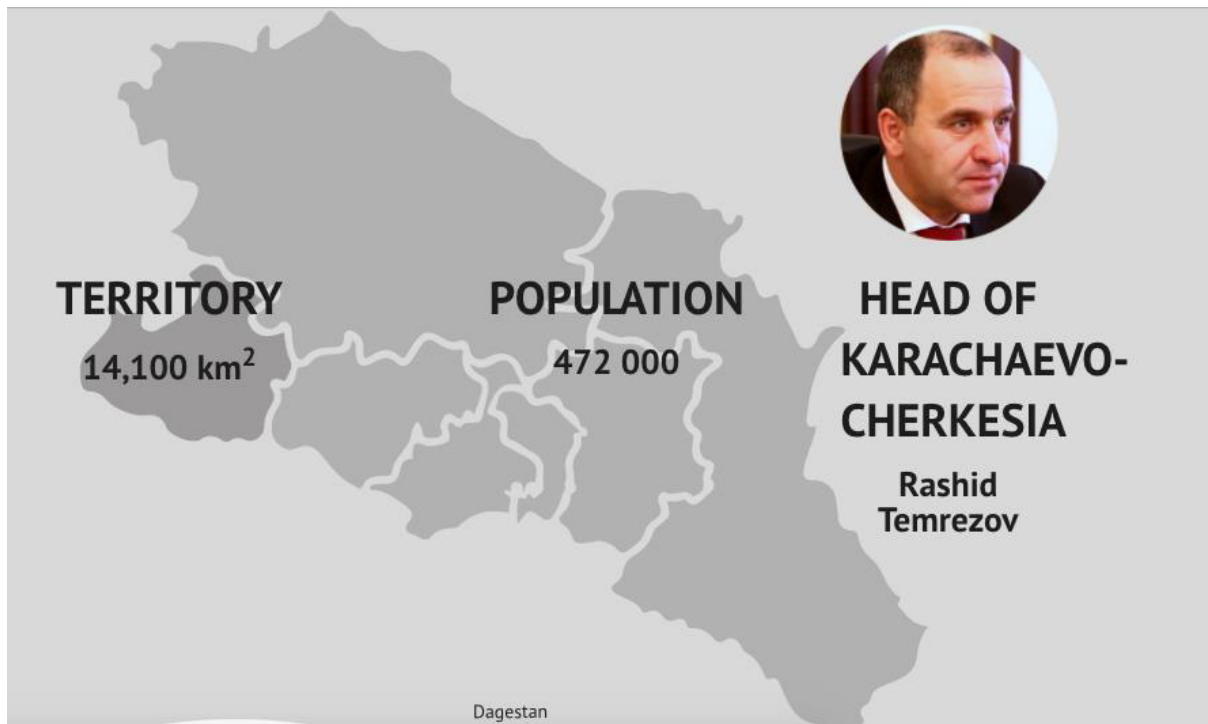 TERRITORY
14,100 km²
POPULATION
472 000
HEAD OF
KARACHAEVO-
CHERKESIA
Rashid
Temrezov
Dagestan